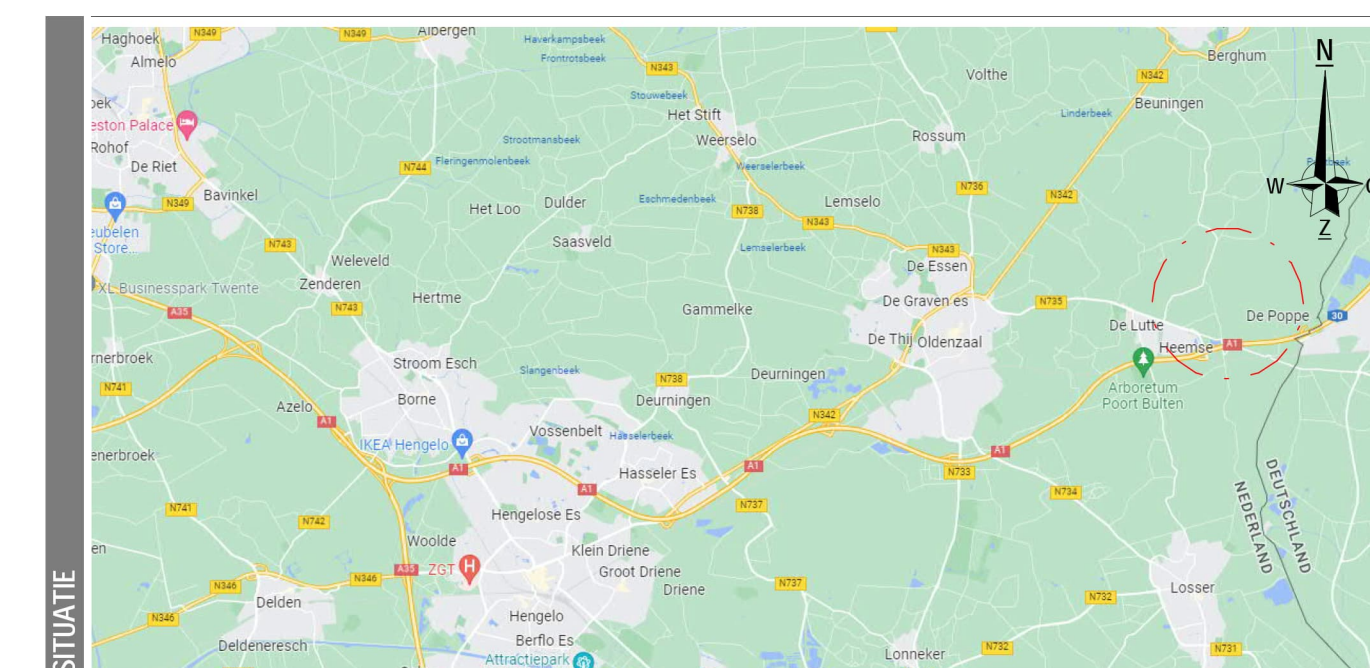 Haghoek
N349
N349
Albergen
Haverkampsbeek
Frontrotsbeek
Almelo
N343
Volthe
N342
Berghum
N
Stouwebeek
Het Stift
Linderbeek
Beuningen
eston Palace
Rohof
De Riet
Strootmansbeek
Weerselo
Rossum
N744
Fleringenmolenbeek
Weerselerbeek
W
Z
N349
Bavinkel
Het Loo
Dulder
Eschmedenbeek
N738
Lemselo
N736
N342
N343
eubelen
Store...
N743
Saasveld
Lemselerbeek
N343
De Essen
Weleveld
XL Businesspark Twente
Zenderen
Hertme
N743
A35
Gammelke
De Graven es
N735
De Poppe
30
De Lutte
De Thij
Oldenzaal
Heemse
A1
rnerbroek
Stroom Esch
Slangenbeek
N738
Deurningen
N741
Borne
Deurningen
Arboretum
Poort Bulten
Azelo
A1
N342
IKEA Hengelo
Vossenbelt
Hasselerbeek
A1
enerbroek
Hasseler Es
A1
A1
A1
N733
N734
N741
N742
Hengelose Es
N737
NEDERLAND
DEUTSCHLAND
en
Woolde
Klein Driene
Groot Driene
Driene
A35
ZGT
H
N346
N346
N737
N732
Losser
Delden
N346
Hengelo
Berflo Es
Deldeneresch
Attractiepark
Lonneker
N732
N731
SITUATIE